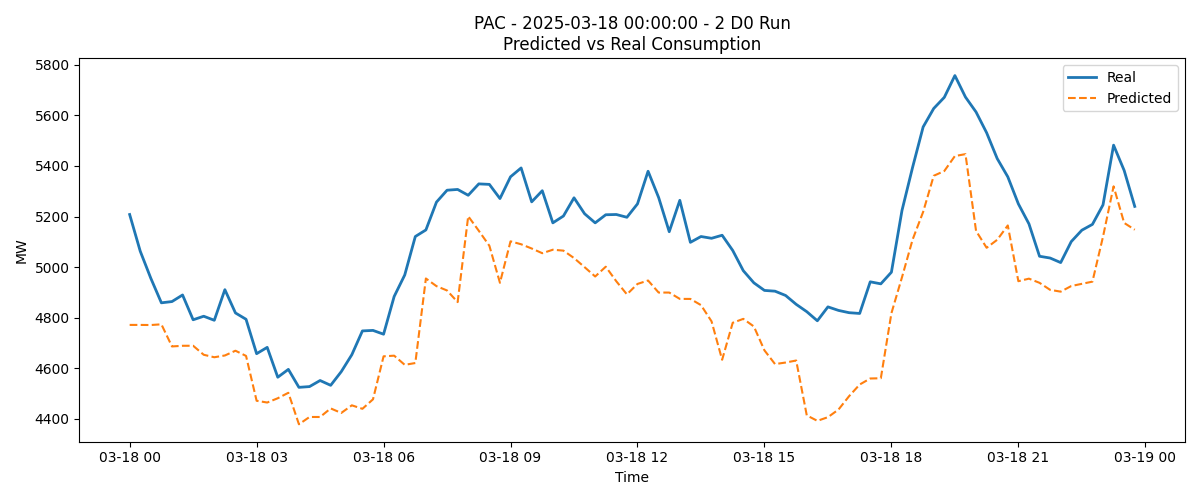 PAC - 2025-03-18 00:00:00 - 2 D0 Run
Predicted vs Real Consumption
Real
Predicted
MW
5800
5600
5400
5200
5000
4800
4600
4400
03-18 00
03-18 03
03-18 06
03-18 09
03-18 12
03-18 15
03-18 18
03-18 21
03-19 00
Time